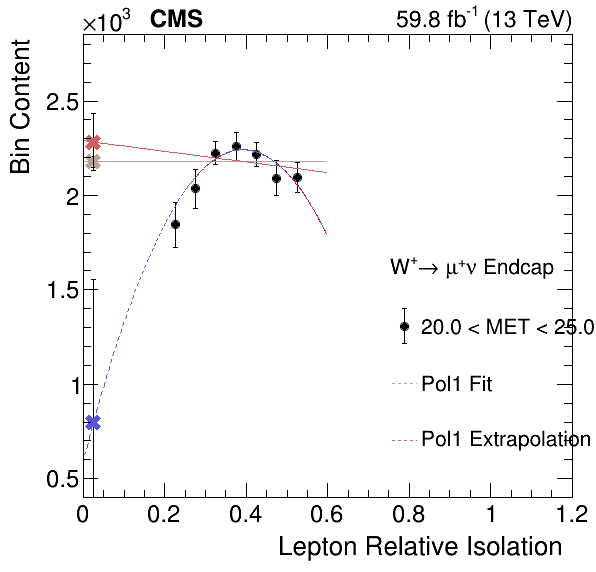 ×10³ CMS 59.8 fb⁻¹ (13 TeV)
Bin Content
2.5
2
1.5
1
0.5
W⁺→ μ⁺ν Endcap
20.0 < MET < 25.0
Pol1 Fit
Pol1 Extrapolation
0 0.2 0.4 0.6 0.8 1 1.2
Lepton Relative Isolation